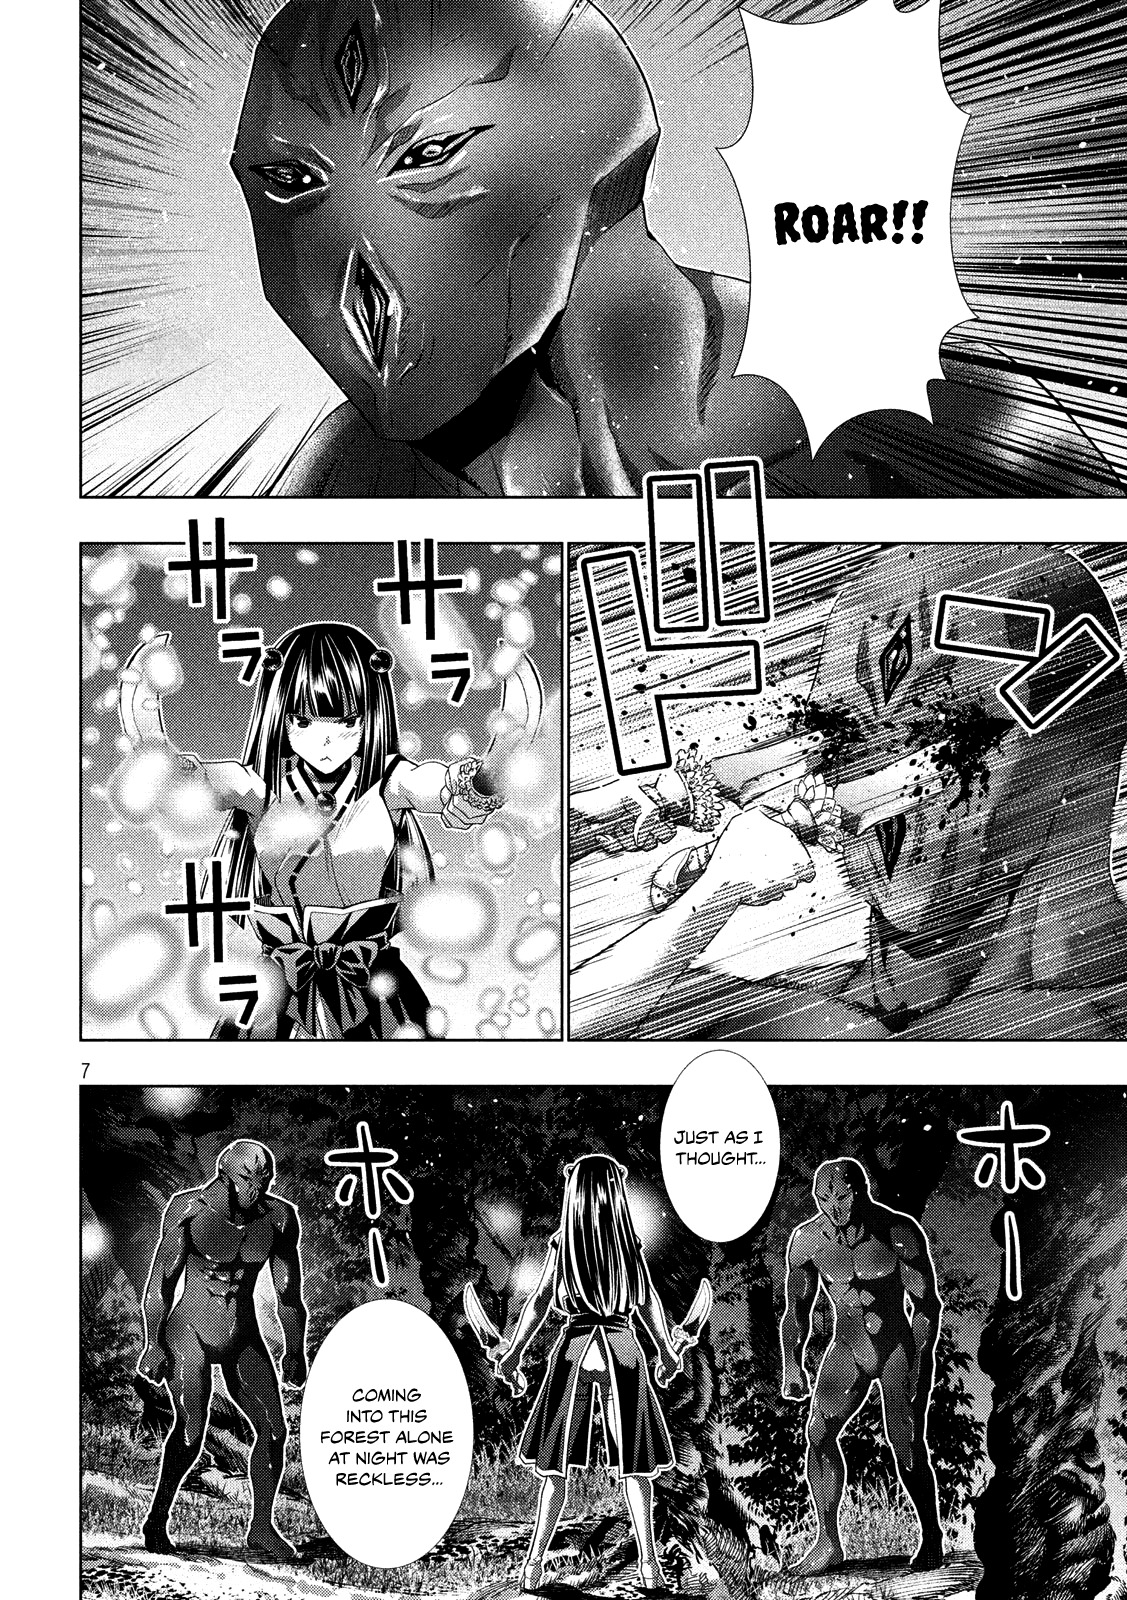 ROAR!!
ドドッ
サラ
サラ
サラ
7
JUST AS I
THOUGHT...
ホー
ホー
COMING
INTO THIS
FOREST ALONE
AT NIGHT WAS
RECKLESS...